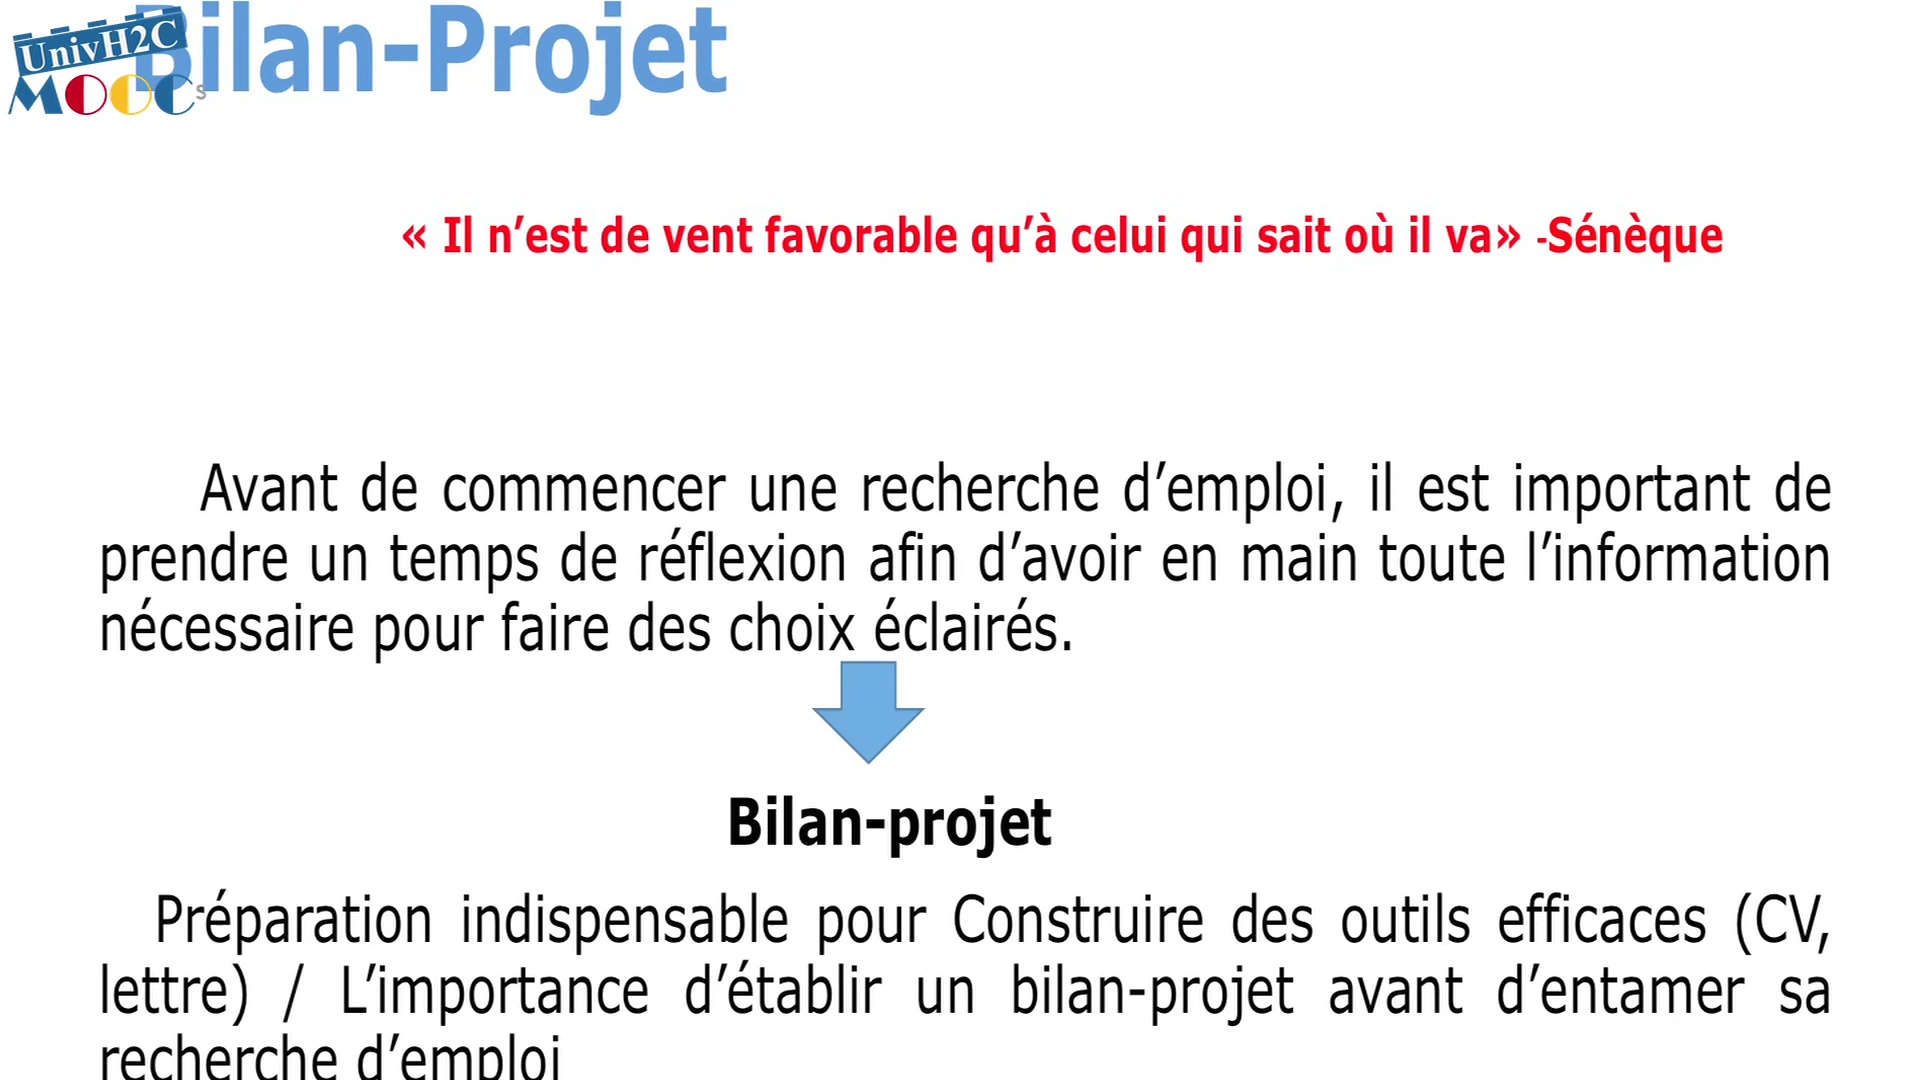 UnivH2C
MOOCs
Bilan-Projet
« Il n’est de vent favorable qu’à celui qui sait où il va» -Sénèque
Avant de commencer une recherche d’emploi, il est important de
prendre un temps de réflexion afin d’avoir en main toute l’information
nécessaire pour faire des choix éclairés.
Bilan-projet
Préparation indispensable pour Construire des outils efficaces (CV,
lettre) / L’importance d’établir un bilan-projet avant d’entamer sa
recherche d’emploi